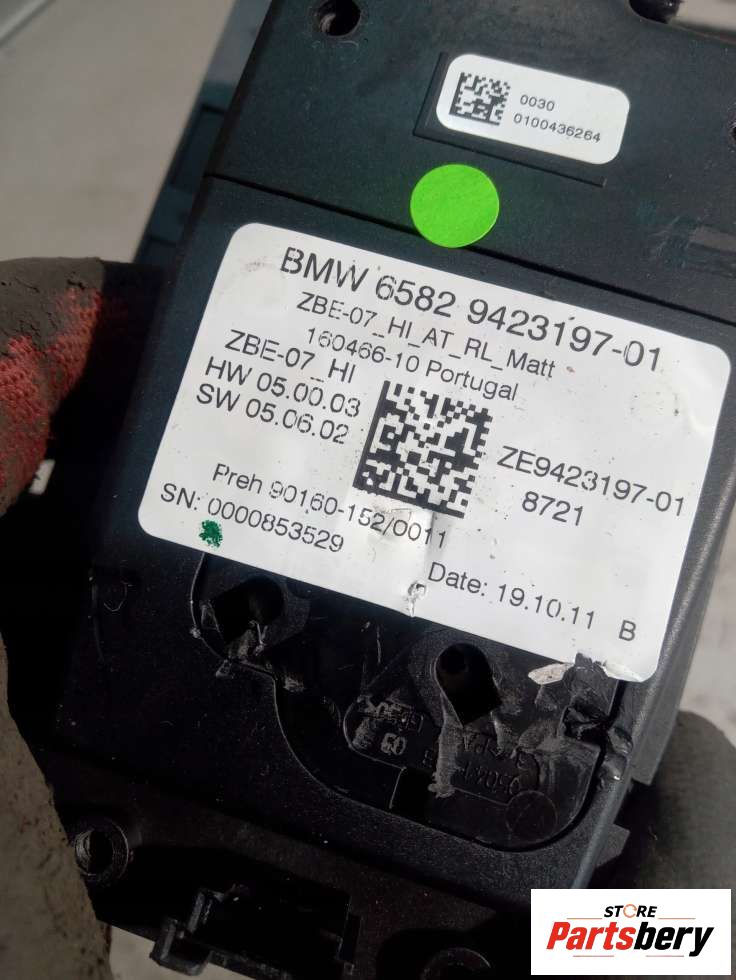 0030
0100436264
BMW 6582 9423197-01
ZBE-07_HI_AT_RL_Matt
160466-10 Portugal
ZBE-07_HI
HW 05.00.03
SW 05.06.02
ZE9423197-01
8721
Preh 90160-152/0011
SN: 0000853529
Date: 19.10.11 B
STORE
Partsbery